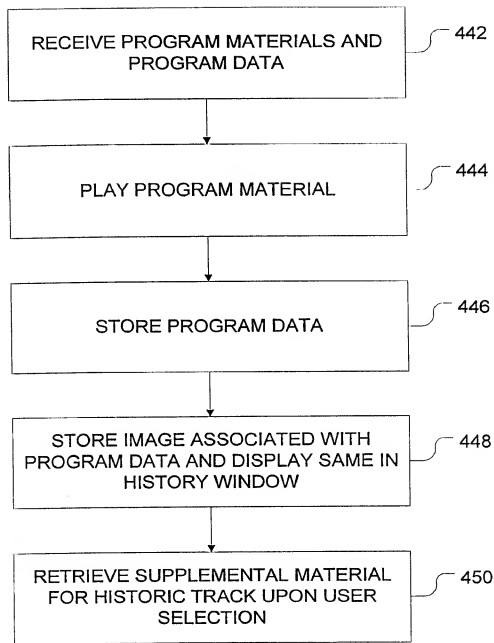 RECEIVE PROGRAM MATERIALS AND
PROGRAM DATA
442
PLAY PROGRAM MATERIAL
444
STORE PROGRAM DATA
446
STORE IMAGE ASSOCIATED WITH
PROGRAM DATA AND DISPLAY SAME IN
HISTORY WINDOW
448
RETRIEVE SUPPLEMENTAL MATERIAL
FOR HISTORIC TRACK UPON USER
SELECTION
450